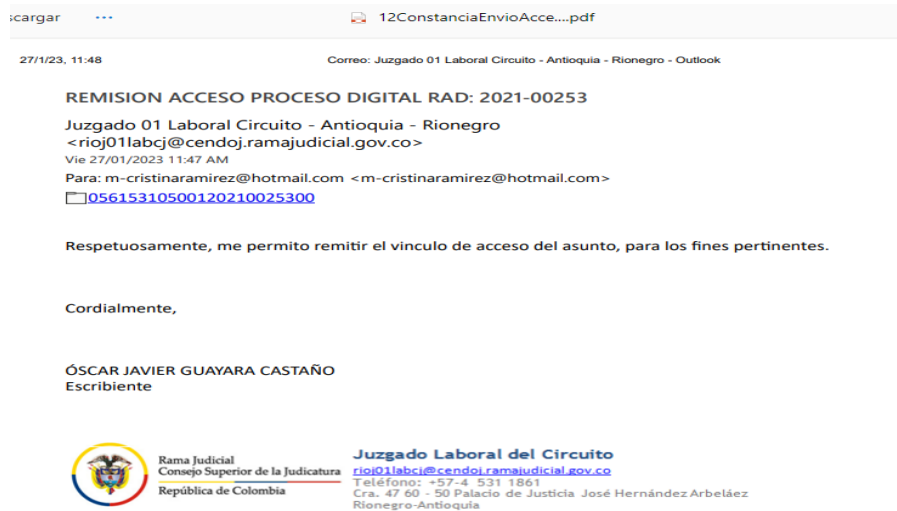 scargar ... 12ConstanciaEnvioAcce....pdf
27/1/23, 11:48 Correo: Juzgado 01 Laboral Circuito - Antioquia - Rionegro - Outlook
REMISION ACCESO PROCESO DIGITAL RAD: 2021-00253
Juzgado 01 Laboral Circuito - Antioquia - Rionegro
<rioj01labcj@cendoj.ramajudicial.gov.co>
Vie 27/01/2023 11:47 AM
Para: m-cristinaramirez@hotmail.com <m-cristinaramirez@hotmail.com>
05615310500120210025300
Respetuosamente, me permito remitir el vinculo de acceso del asunto, para los fines pertinentes.
Cordialmente,
ÓSCAR JAVIER GUAYARA CASTAÑO
Escribiente
Rama Judicial
Consejo Superior de la Judicatura
República de Colombia
Juzgado Laboral del Circuito
rioj01labcj@cendoj.ramajudicial.gov.co
Teléfono: +57-4 531 1861
Cra. 47 60 - 50 Palacio de Justicia José Hernández Arbeláez
Rionegro-Antioquia